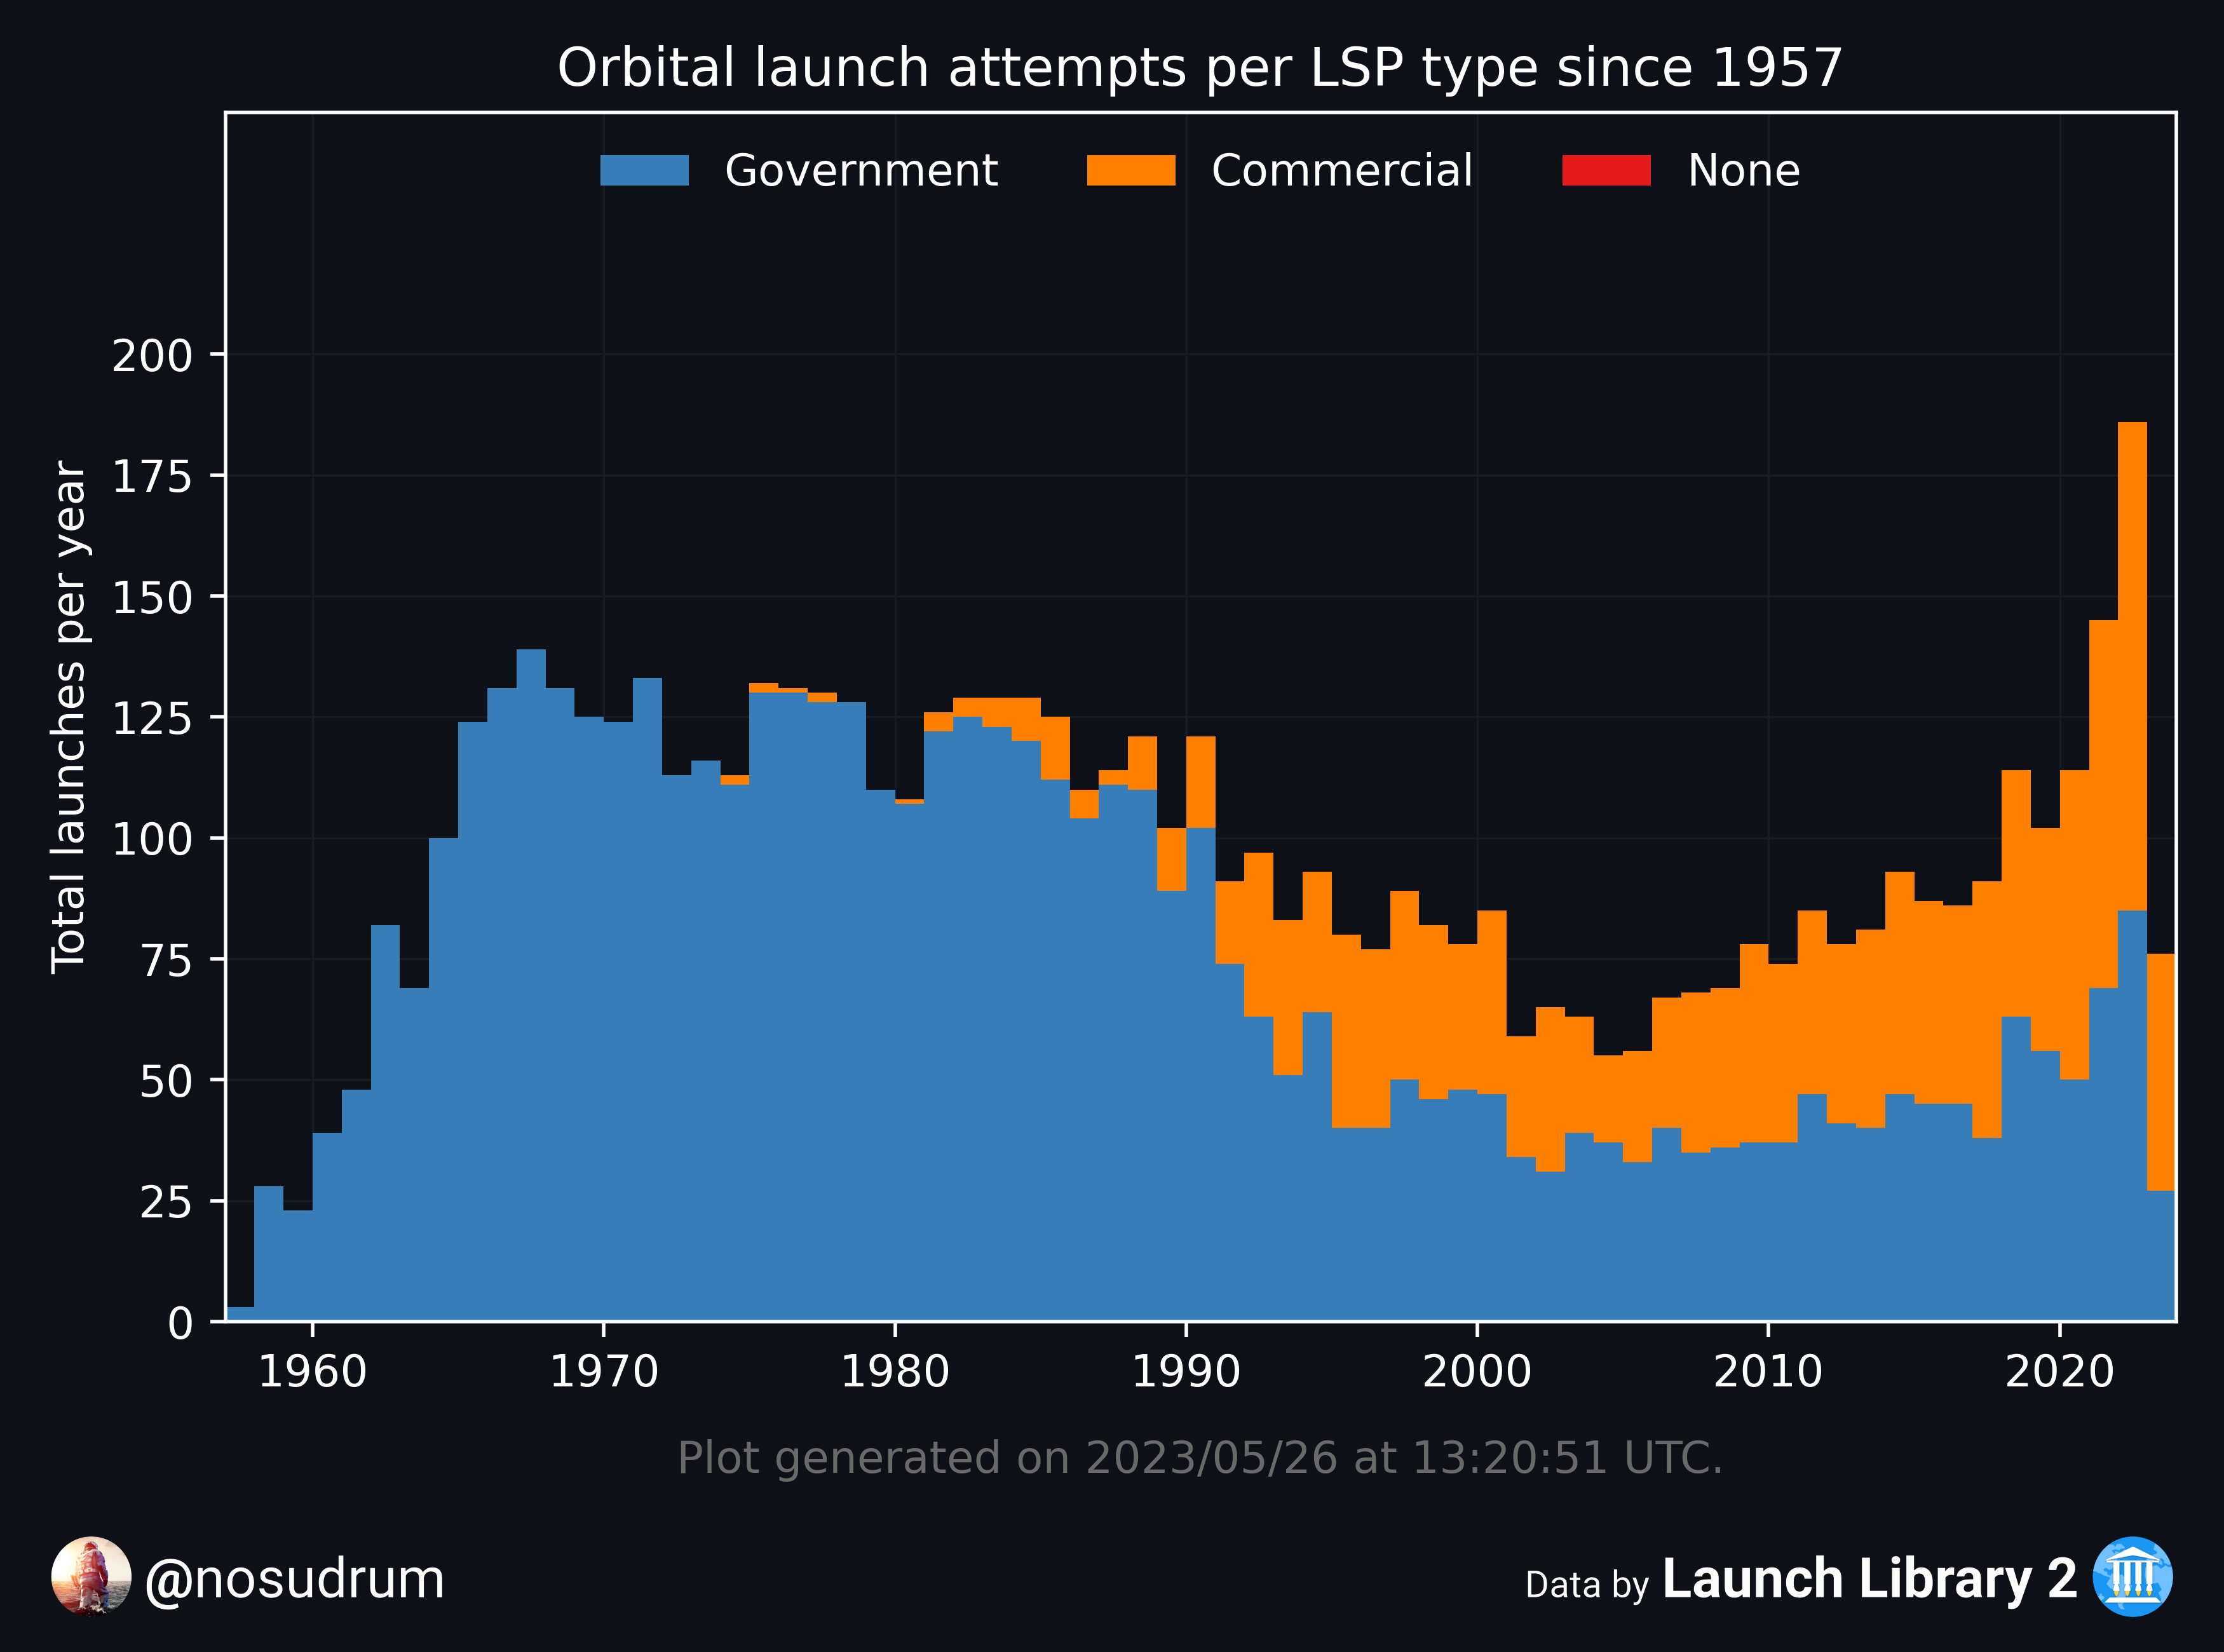 Orbital launch attempts per LSP type since 1957
Government Commercial None
Total launches per year
200
175
150
125
100
75
50
25
0
1960 1970 1980 1990 2000 2010 2020
Plot generated on 2023/05/26 at 13:20:51 UTC.
@nosudrum
Data by Launch Library 2